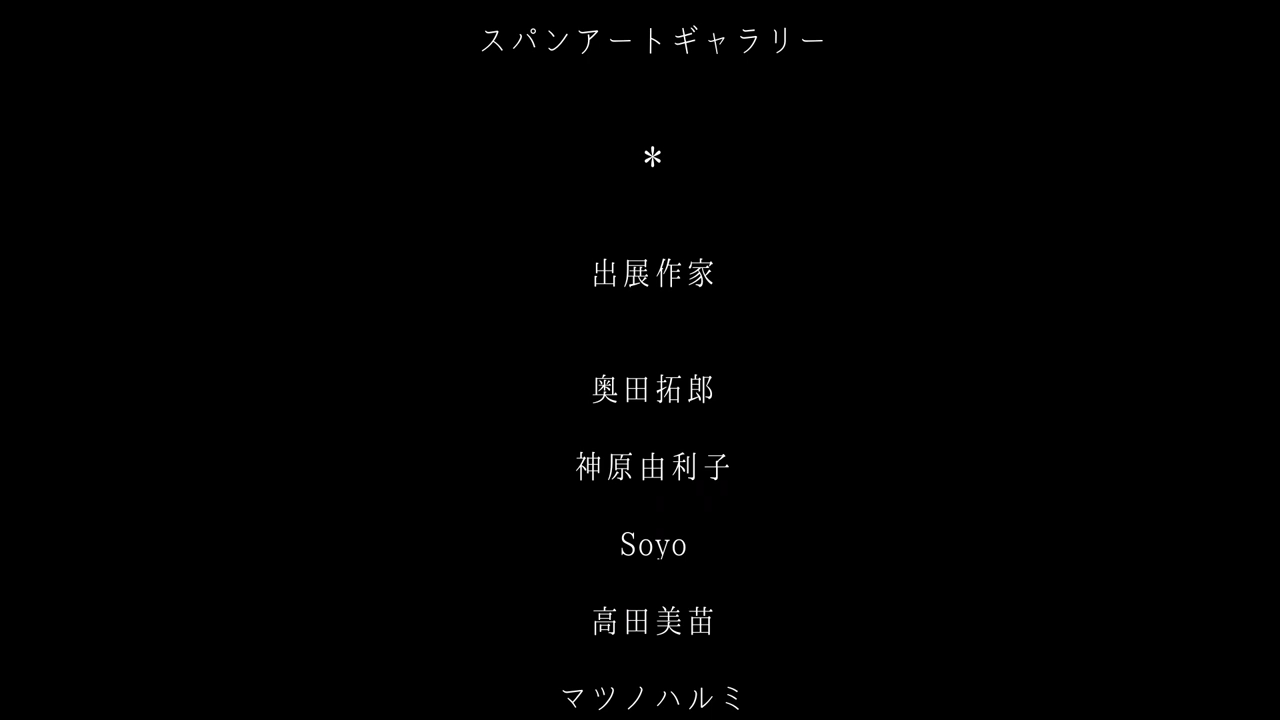 スパンアートギャラリー
*
出展作家
奥田拓郎
神原由利子
Soyo
高田美苗
マツノハルミ